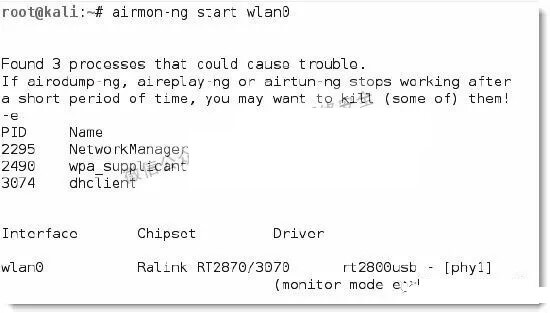 root@kali:~# airmon-ng start wlan0
Found 3 processes that could cause trouble.
If airodump-ng, aireplay-ng or airtun-ng stops working after
a short period of time, you may want to kill (some of) them!
-e
PID Name
2295 NetworkManager
2490 wpa_supplicant
3074 dhclient
Interface Chipset Driver
wlan0 Ralink RT2870/3070 rt2800usb - [phy1]
(monitor mode